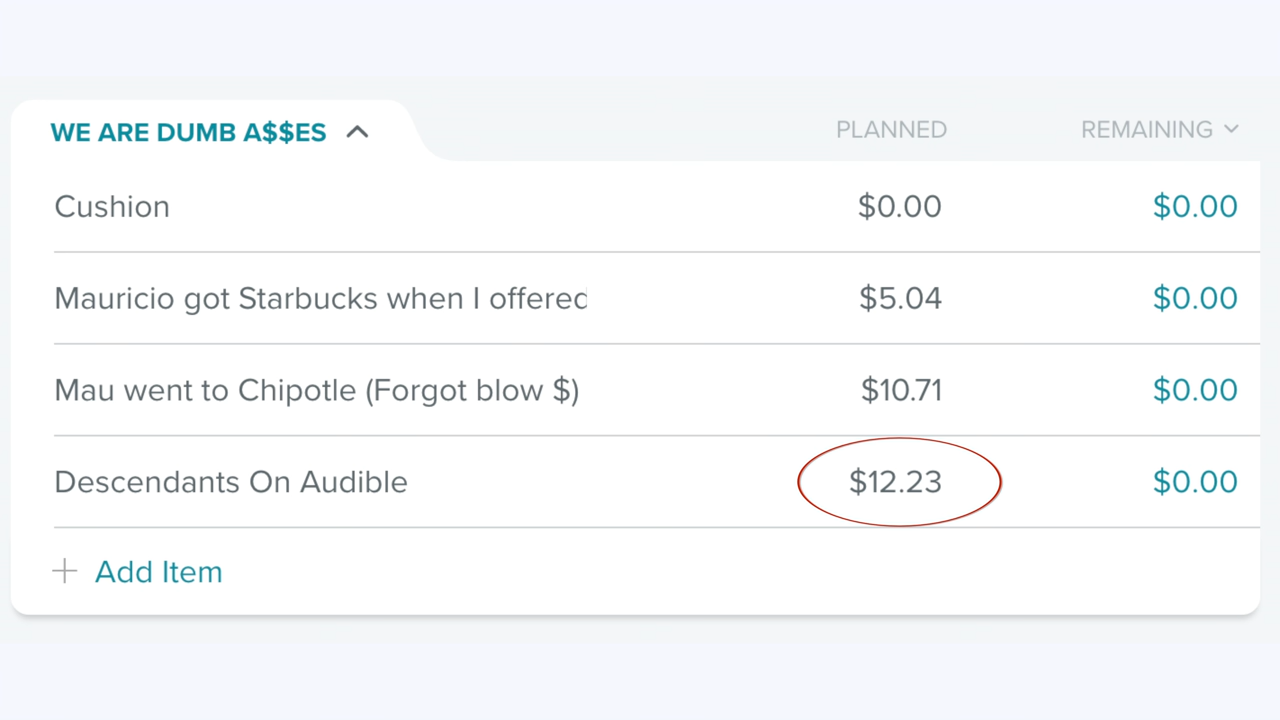 WE ARE DUMB A$$ES PLANNED REMAINING
Cushion $0.00 $0.00
Mauricio got Starbucks when I offered $5.04 $0.00
Mau went to Chipotle (Forgot blow $) $10.71 $0.00
Descendants On Audible $12.23 $0.00
+ Add Item